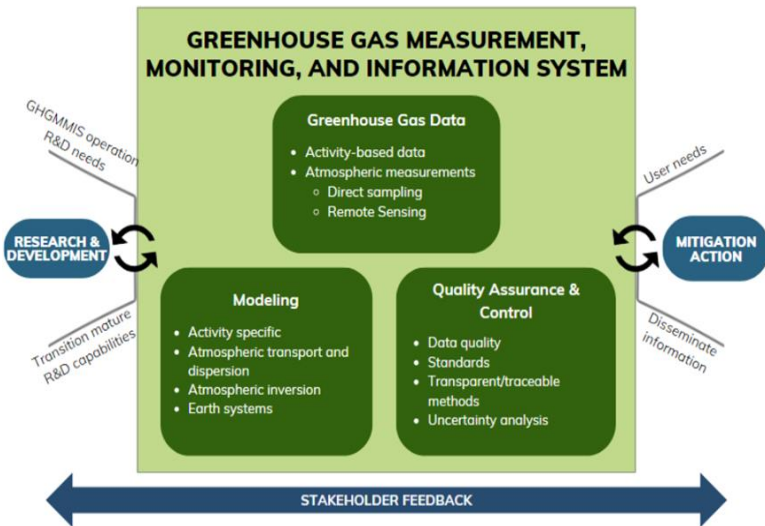 GREENHOUSE GAS MEASUREMENT,
MONITORING, AND INFORMATION SYSTEM
GHGMMIS operation
R&D needs
RESEARCH &
DEVELOPMENT
Transition mature
R&D capabilities
Greenhouse Gas Data
• Activity-based data
• Atmospheric measurements
○ Direct sampling
○ Remote Sensing
Modeling
• Activity specific
• Atmospheric transport and
dispersion
• Atmospheric inversion
• Earth systems
Quality Assurance &
Control
• Data quality
• Standards
• Transparent/traceable
methods
• Uncertainty analysis
User needs
MITIGATION
ACTION
Disseminate
information
STAKEHOLDER FEEDBACK